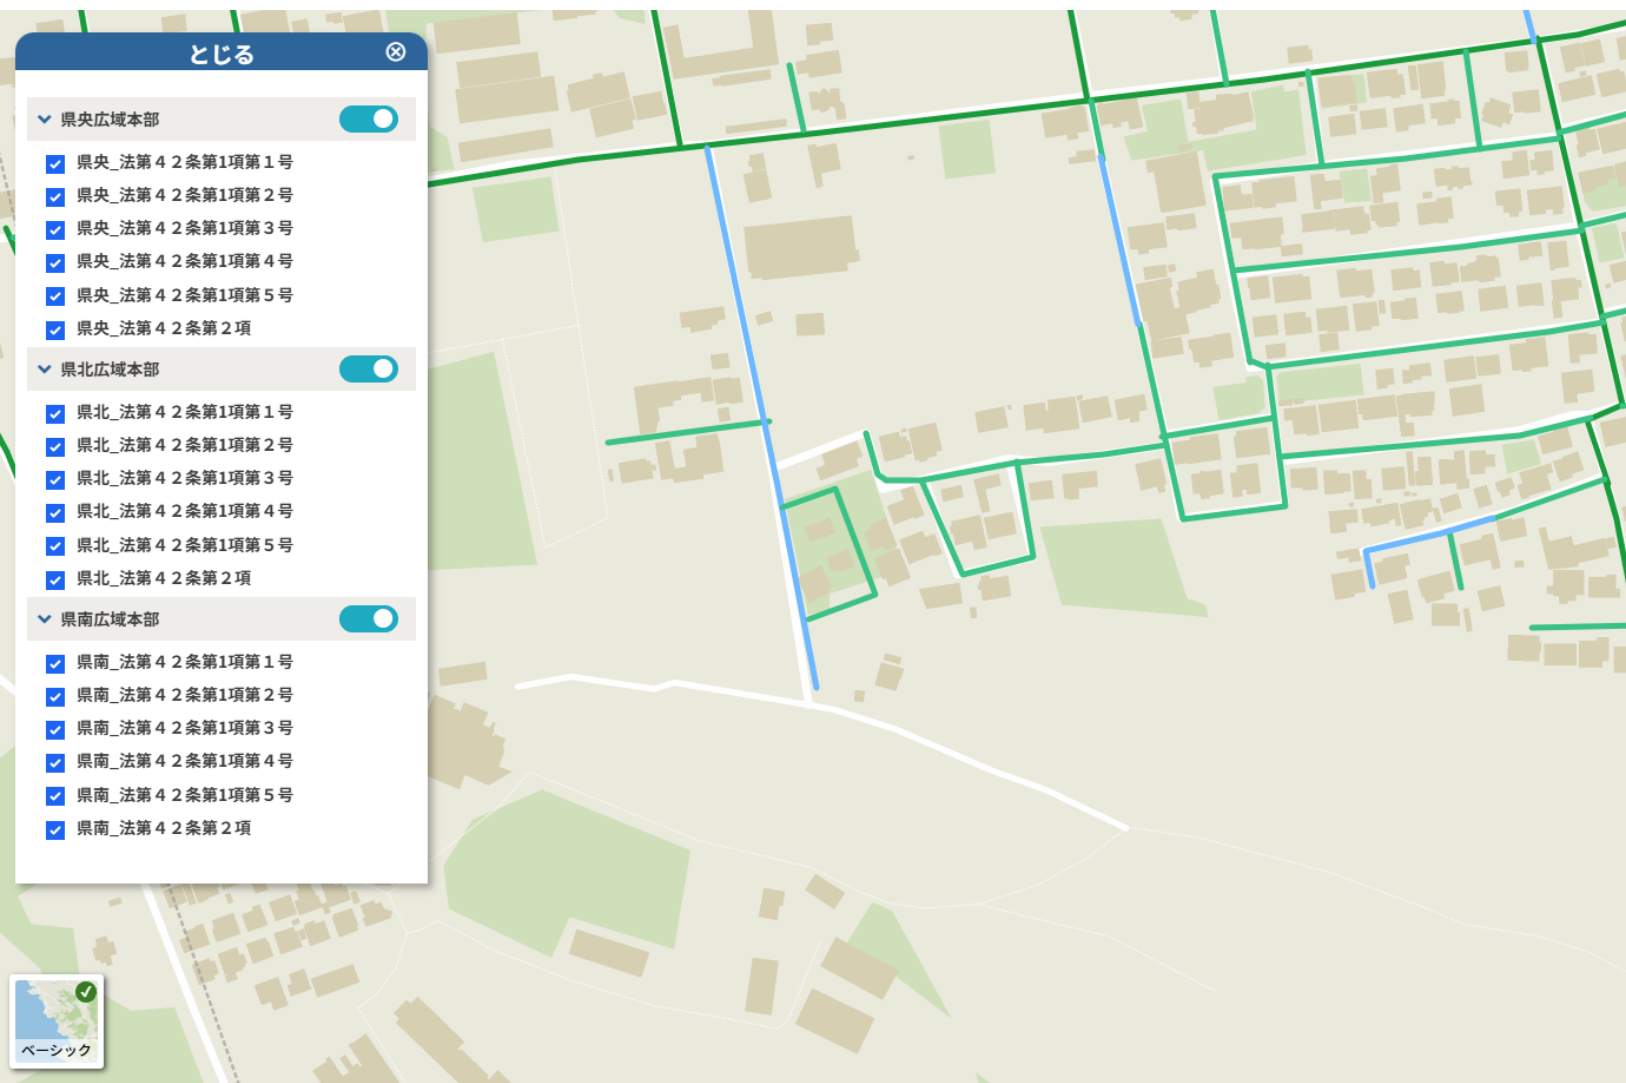 とじる
県央広域本部
県央_法第４２条第1項第１号
県央_法第４２条第1項第２号
県央_法第４２条第1項第３号
県央_法第４２条第1項第４号
県央_法第４２条第1項第５号
県央_法第４２条第２項
県北広域本部
県北_法第４２条第1項第１号
県北_法第４２条第1項第２号
県北_法第４２条第1項第３号
県北_法第４２条第1項第４号
県北_法第４２条第1項第５号
県北_法第４２条第２項
県南広域本部
県南_法第４２条第1項第１号
県南_法第４２条第1項第２号
県南_法第４２条第1項第３号
県南_法第４２条第1項第４号
県南_法第４２条第1項第５号
県南_法第４２条第２項
ベーシック